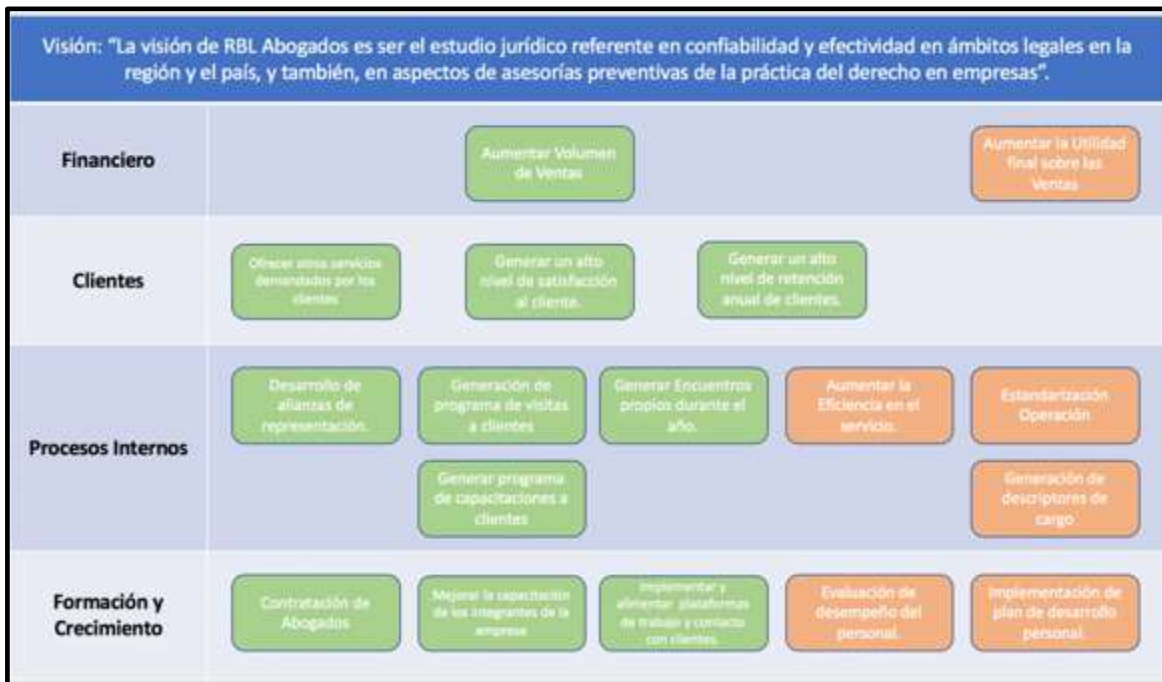 Visión: "La visión de RBL Abogados es ser el estudio jurídico referente en confiabilidad y efectividad en ámbitos legales en la
región y el país, y también, en aspectos de asesorías preventivas de la práctica del derecho en empresas".
Financiero
Aumentar Volumen
de Ventas
Aumentar la Utilidad
final sobre las
Ventas
Clientes
Ofrecer otros servicios
demandados por los
clientes
Generar un alto
nivel de satisfacción
al cliente.
Generar un alto
nivel de retención
anual de clientes.
Procesos Internos
Desarrollo de
alianzas de
representación.
Generación de
programa de visitas
a clientes
Generar Encuentros
propios durante el
año.
Aumentar la
Eficiencia en el
servicio.
Estandarización
Operación
Generar programa
de capacitaciones a
clientes
Generación de
descriptores de
cargo
Formación y
Crecimiento
Contratación de
Abogados
Mejorar la capacitación
de los integrantes de la
empresa
Implementar y
alimentar plataformas
de trabajo y contacto
con clientes.
Evaluación de
desempeño del
personal.
Implementación de
plan de desarrollo
personal.